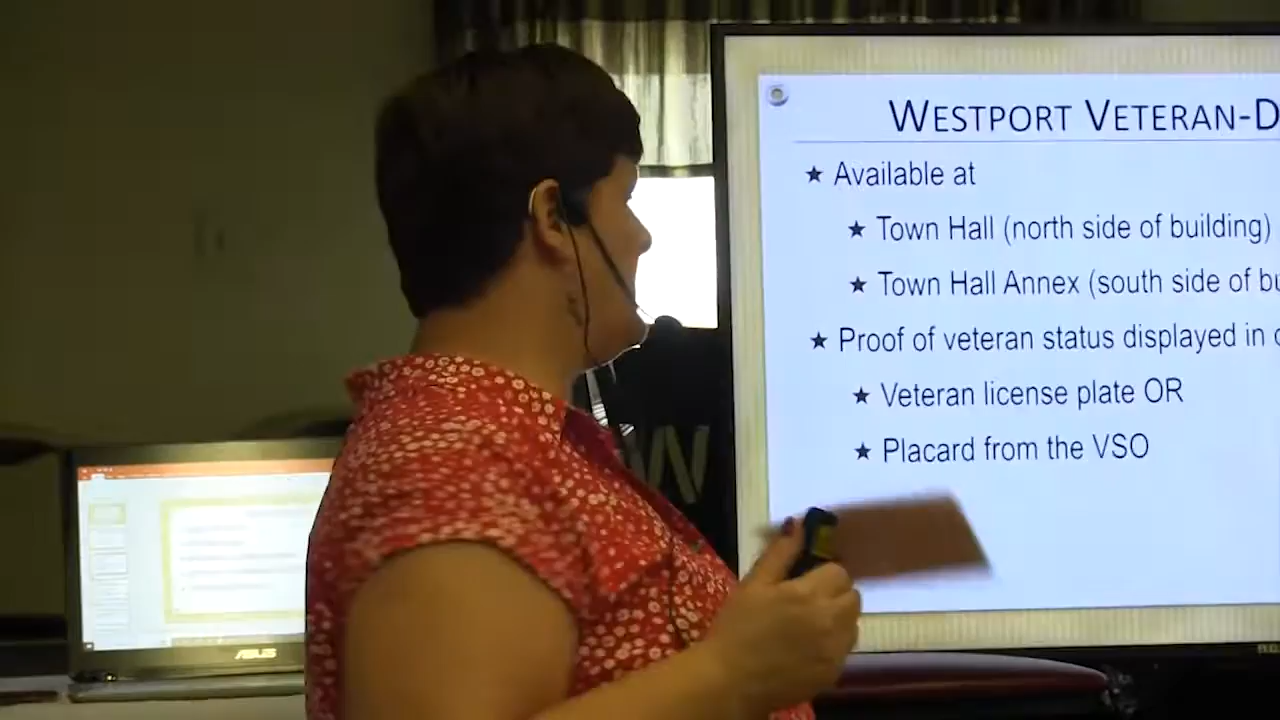 WESTPORT VETERAN-D
★ Available at
★ Town Hall (north side of building)
★ Town Hall Annex (south side of bu
★ Proof of veteran status displayed in
★ Veteran license plate OR
★ Placard from the VSO
ASUS